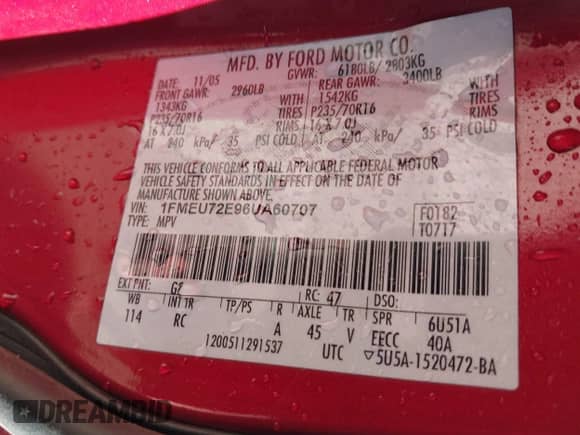 MFD. BY FORD MOTOR CO.
DATE: 11/05 GVWR: 6180LB/ 2803KG
FRONT GAWR: 2960LB REAR GAWR: 3400LB
1343KG WITH 1542KG WITH
P235/70R16 TIRES P235/70R16 TIRES
16 X 7.0J RIMS 16 X 7.0J RIMS
AT 240 kPa/ 35 PSI COLD AT 240 kPa/ 35 PSI COLD
THIS VEHICLE CONFORMS TO ALL APPLICABLE FEDERAL MOTOR
VEHICLE SAFETY STANDARDS IN EFFECT ON THE DATE OF
MANUFACTURE SHOWN ABOVE.
VIN: 1FMEU72E96UA60707 F0182
TYPE: MPV T0717
EXT PNT: G2 RC: 47 DSO:
WB INT TR TP/PS R AXLE TR SPR 6U51A
114 RC A 45 V EECC 40A
1200511291537 UTC ▽5U5A-1520472-BA
DREAMBID